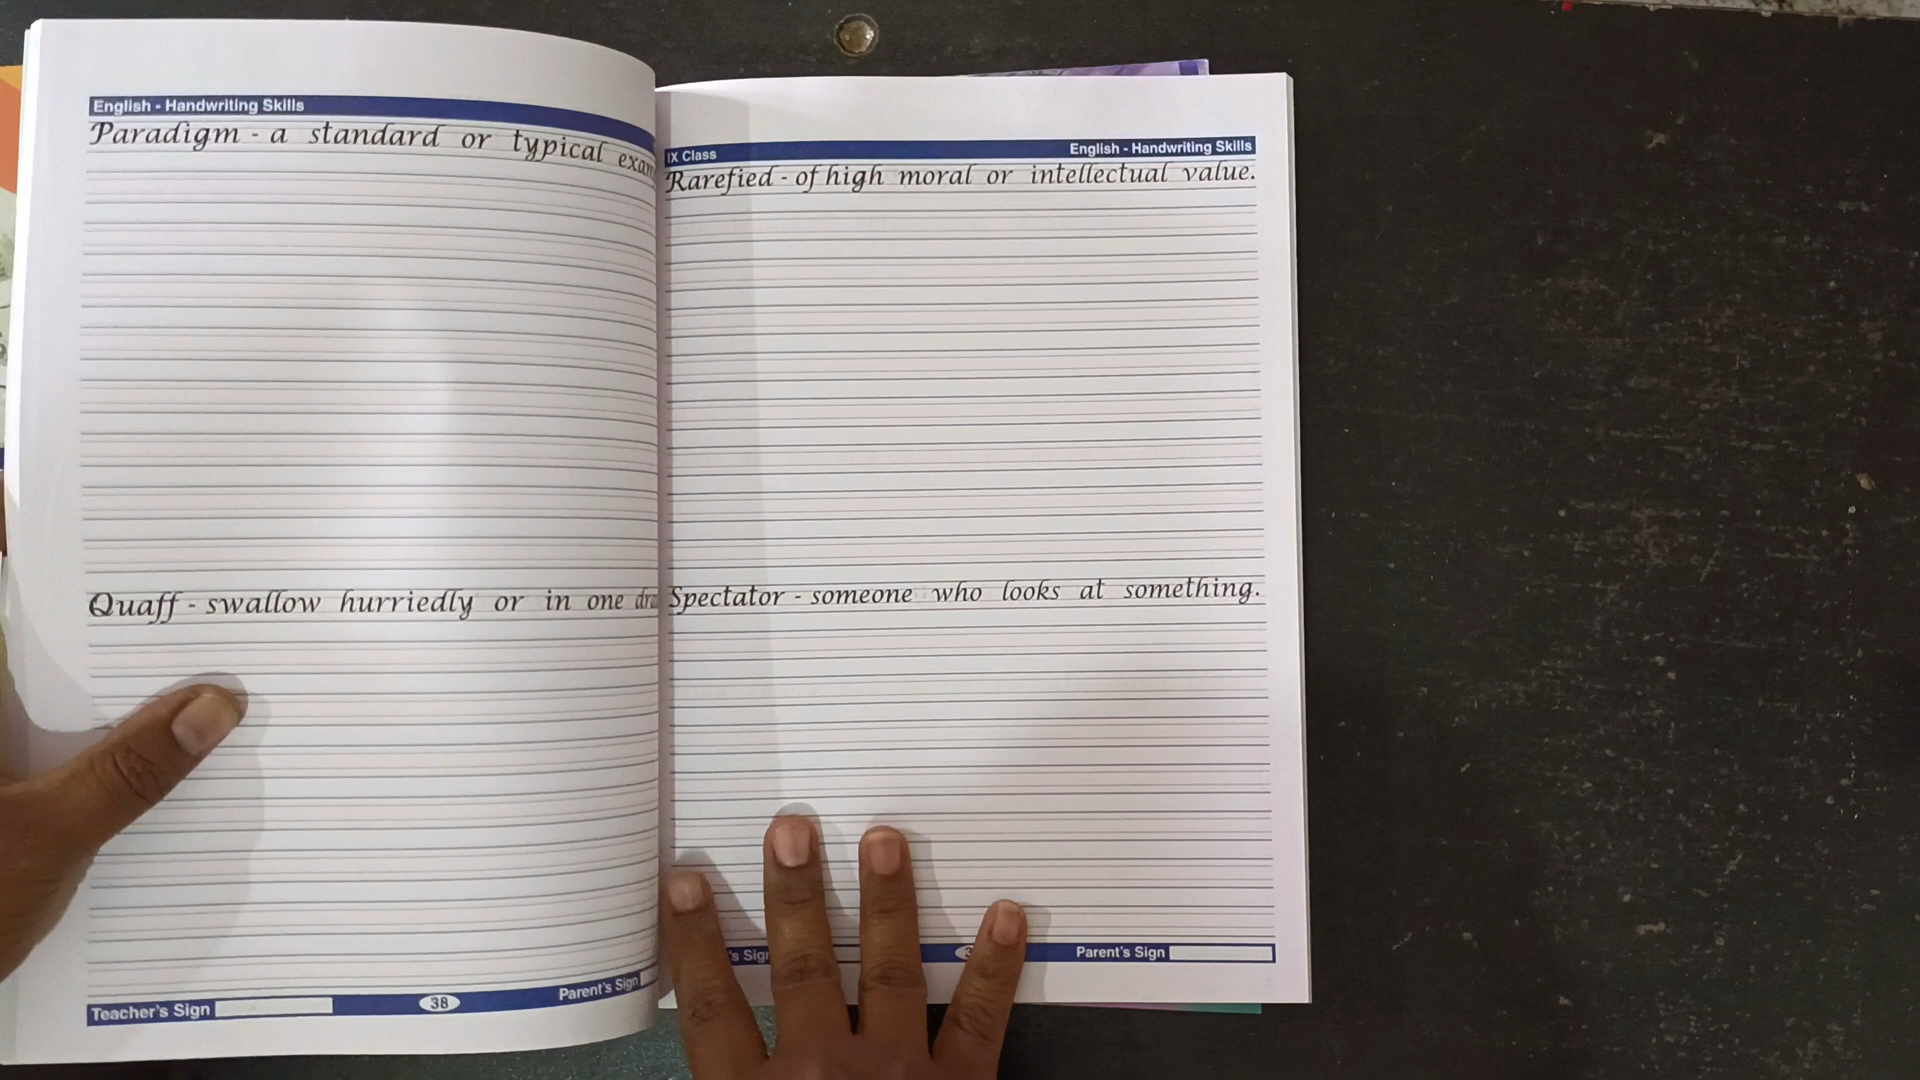 English - Handwriting Skills
Paradigm - a standard or typical
Quaff - swallow hurriedly or in one
Teacher's Sign 38 Parent's Sign
IX Class English - Handwriting Skills
Rarefied - of high moral or intellectual value.
Spectator - someone who looks at something.
Parent's Sign